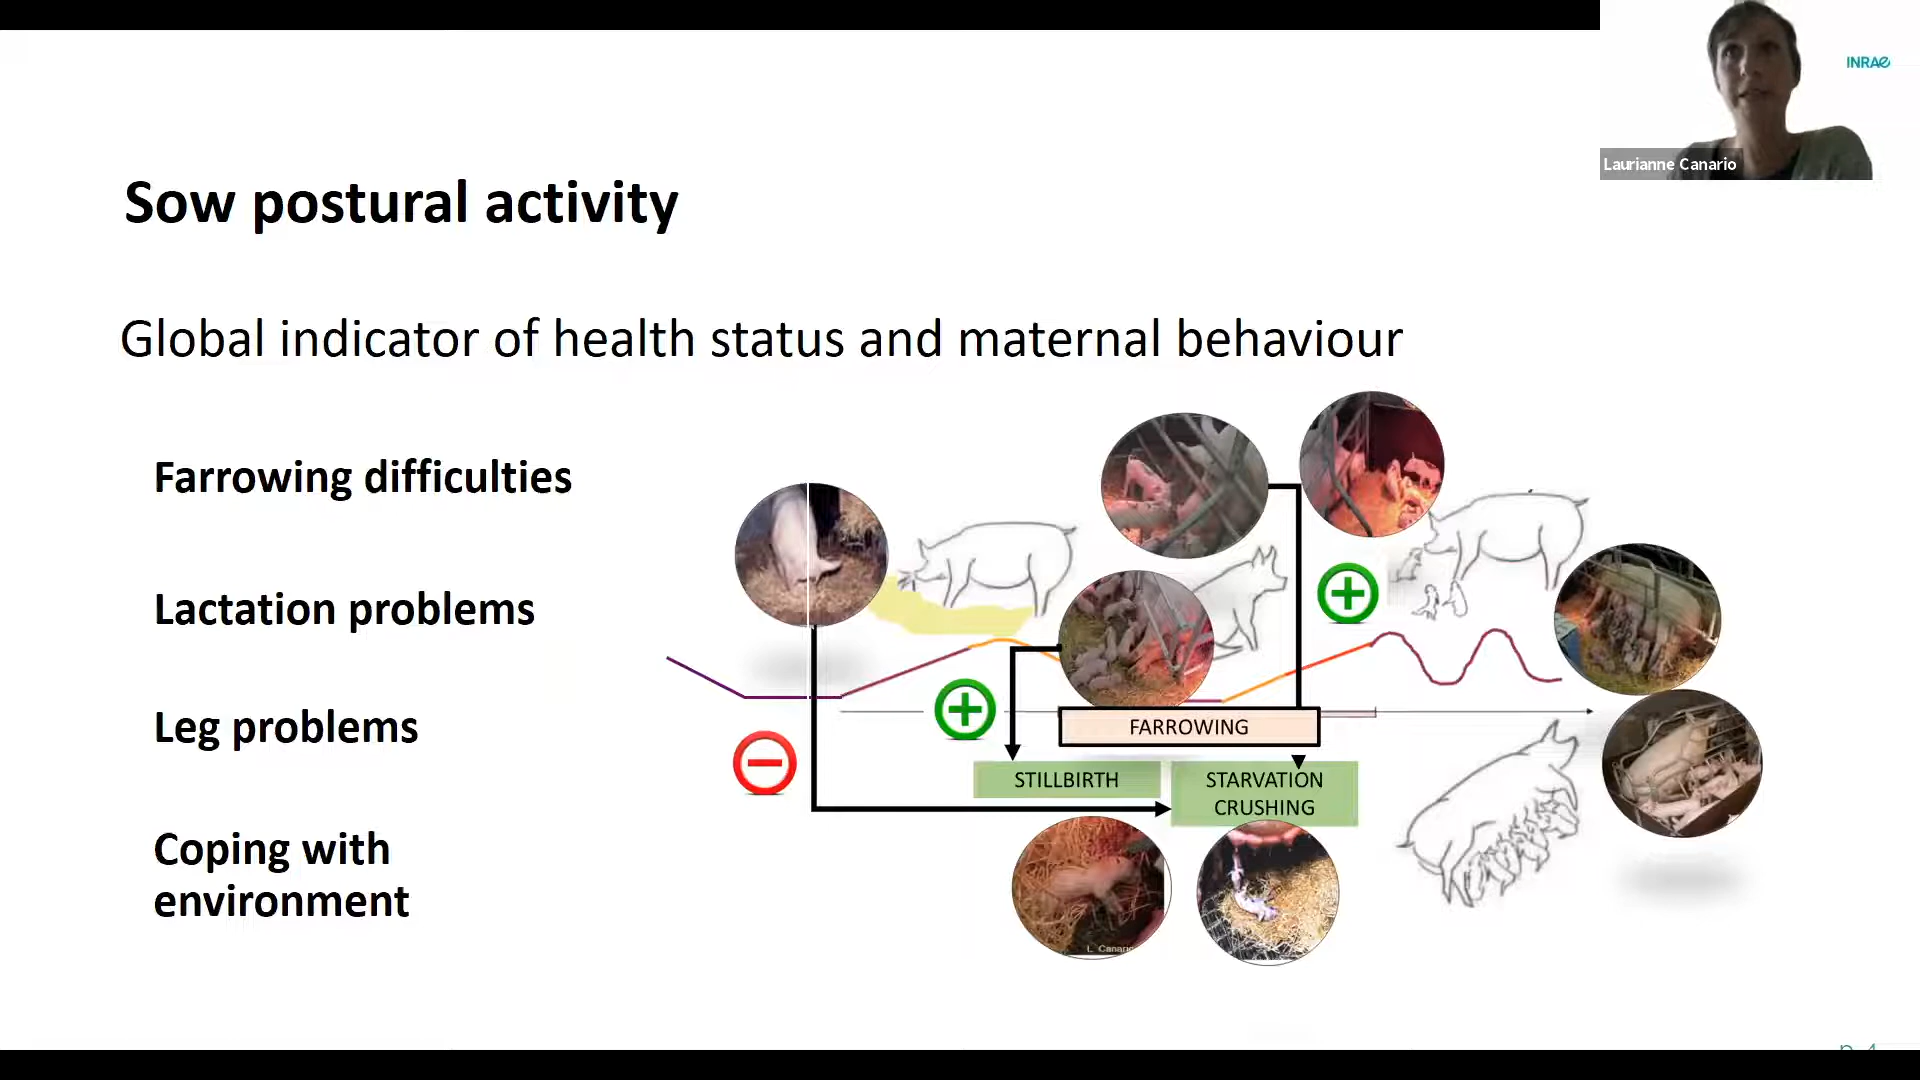 INRAE
Laurianne Canario
Sow postural activity
Global indicator of health status and maternal behaviour
Farrowing difficulties
Lactation problems
Leg problems
Coping with
environment
FARROWING
STILLBIRTH
STARVATION
CRUSHING
L. Canario